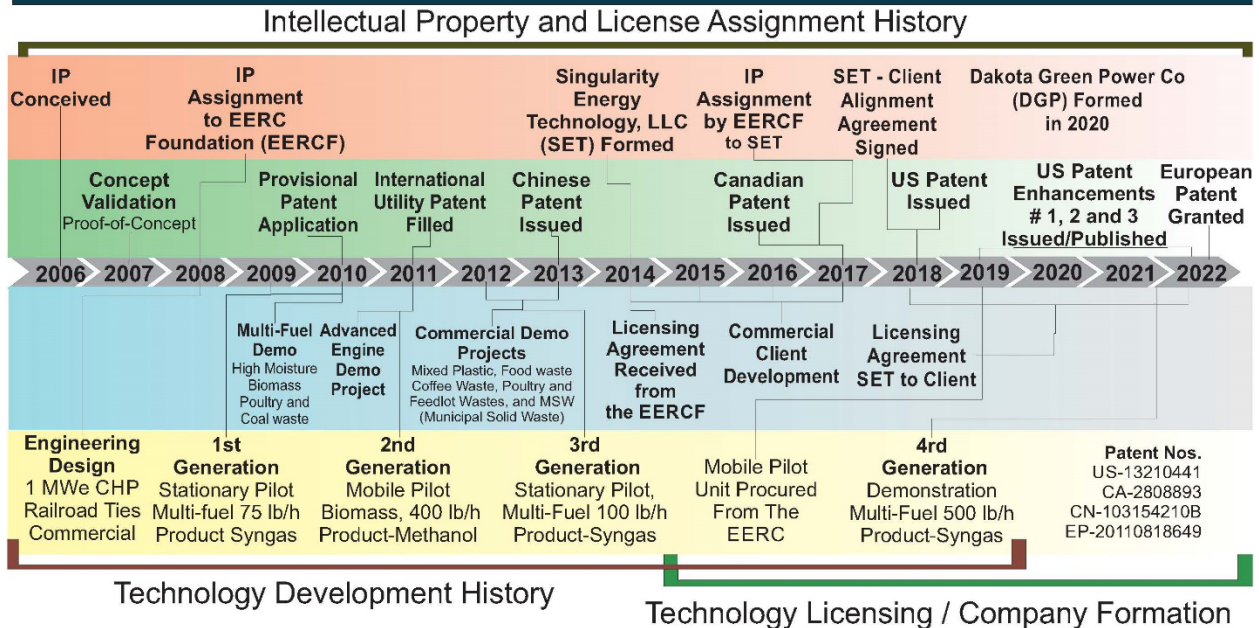 Intellectual Property and License Assignment History
IP
Conceived
IP
Assignment
to EERC
Foundation (EERCF)
Singularity
Energy
Technology, LLC
(SET) Formed
IP
Assignment
by EERCF
to SET
SET - Client
Alignment
Agreement
Signed
Dakota Green Power Co
(DGP) Formed
in 2020
Concept
Validation
Proof-of-Concept
Provisional
Patent
Application
International
Utility Patent
Filled
Chinese
Patent
Issued
Canadian
Patent
Issued
US Patent
Issued
US Patent
Enhancements
# 1, 2 and 3
Issued/Published
European
Patent
Granted
2006 2007 2008 2009 2010 2011 2012 2013 2014 2015 2016 2017 2018 2019 2020 2021 2022
Multi-Fuel
Demo
High Moisture
Biomass
Poultry and
Coal waste
Advanced
Engine
Demo
Project
Commercial Demo
Projects
Mixed Plastic, Food waste
Coffee Waste, Poultry and
Feedlot Wastes, and MSW
(Municipal Solid Waste)
Licensing
Agreement
Received
from
the EERCF
Commercial
Client
Development
Licensing
Agreement
SET to Client
Engineering
Design
1 MWe CHP
Railroad Ties
Commercial
1st
Generation
Stationary Pilot
Multi-fuel 75 lb/h
Product Syngas
2nd
Generation
Mobile Pilot
Biomass, 400 lb/h
Product-Methanol
3rd
Generation
Stationary Pilot,
Multi-Fuel 100 lb/h
Product-Syngas
Mobile Pilot
Unit Procured
From The
EERC
4rd
Generation
Demonstration
Multi-Fuel 500 lb/h
Product-Syngas
Patent Nos.
US-13210441
CA-2808893
CN-103154210B
EP-20110818649
Technology Development History
Technology Licensing / Company Formation